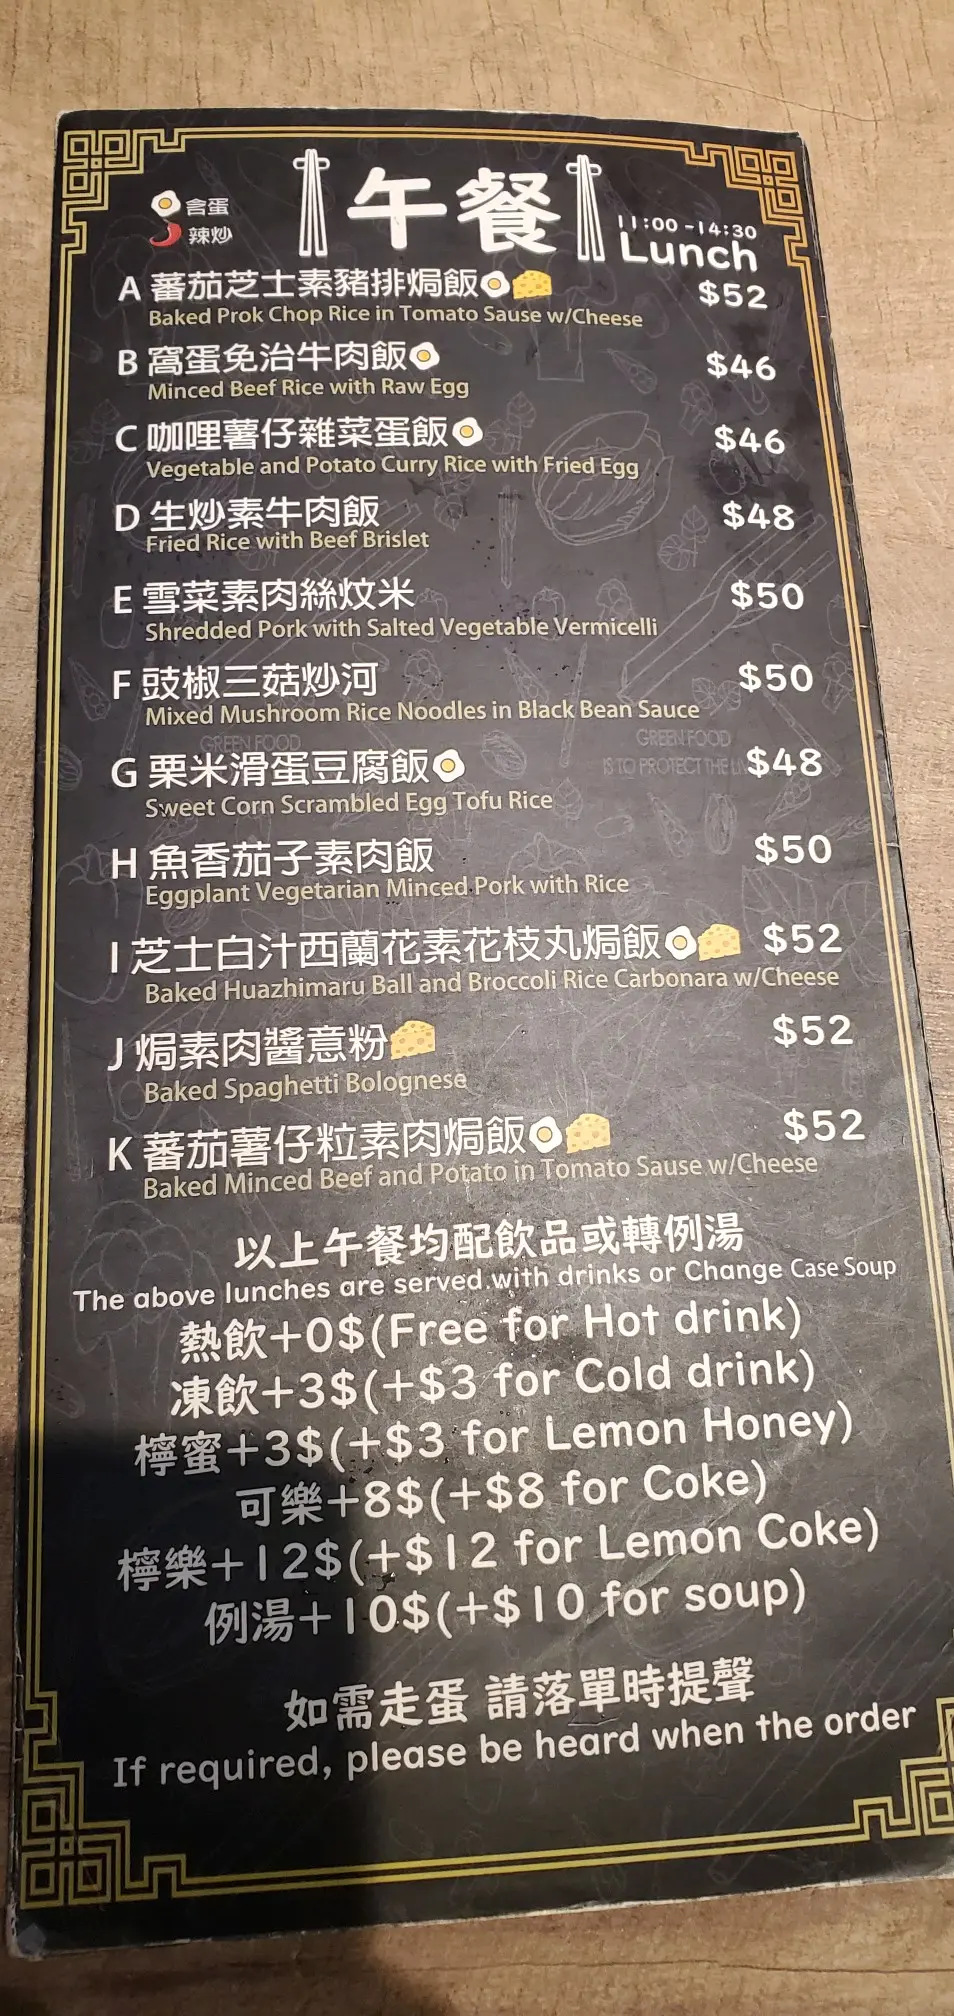 含蛋
辣炒
午餐
11:00 -14:30
Lunch
A 蕃茄芝士素豬排焗飯 $52
Baked Prok Chop Rice in Tomato Sause w/Cheese
B 窩蛋免治牛肉飯 $46
Minced Beef Rice with Raw Egg
C 咖哩薯仔雜菜蛋飯 $46
Vegetable and Potato Curry Rice with Fried Egg
D 生炒素牛肉飯 $48
Fried Rice with Beef Brislet
E 雪菜素肉絲炆米 $50
Shredded Pork with Salted Vegetable Vermicelli
F 豉椒三菇炒河 $50
Mixed Mushroom Rice Noodles in Black Bean Sauce
GREEN FOOD
GREEN FOOD
IS TO PROTECT THE
G 栗米滑蛋豆腐飯 $48
Sweet Corn Scrambled Egg Tofu Rice
H 魚香茄子素肉飯 $50
Eggplant Vegetarian Minced Pork with Rice
I 芝士白汁西蘭花素花枝丸焗飯 $52
Baked Huazhimaru Ball and Broccoli Rice Carbonara w/Cheese
J 焗素肉醬意粉 $52
Baked Spaghetti Bolognese
K 蕃茄薯仔粒素肉焗飯 $52
Baked Minced Beef and Potato in Tomato Sause w/Cheese
以上午餐均配飲品或轉例湯
The above lunches are served with drinks or Change Case Soup
熱飲+0$(Free for Hot drink)
凍飲+3$(+$3 for Cold drink)
檸蜜+3$(+$3 for Lemon Honey)
可樂+8$(+$8 for Coke)
檸樂+12$(+$12 for Lemon Coke)
例湯+10$(+$10 for soup)
如需走蛋 請落單時提聲
If required, please be heard when the order